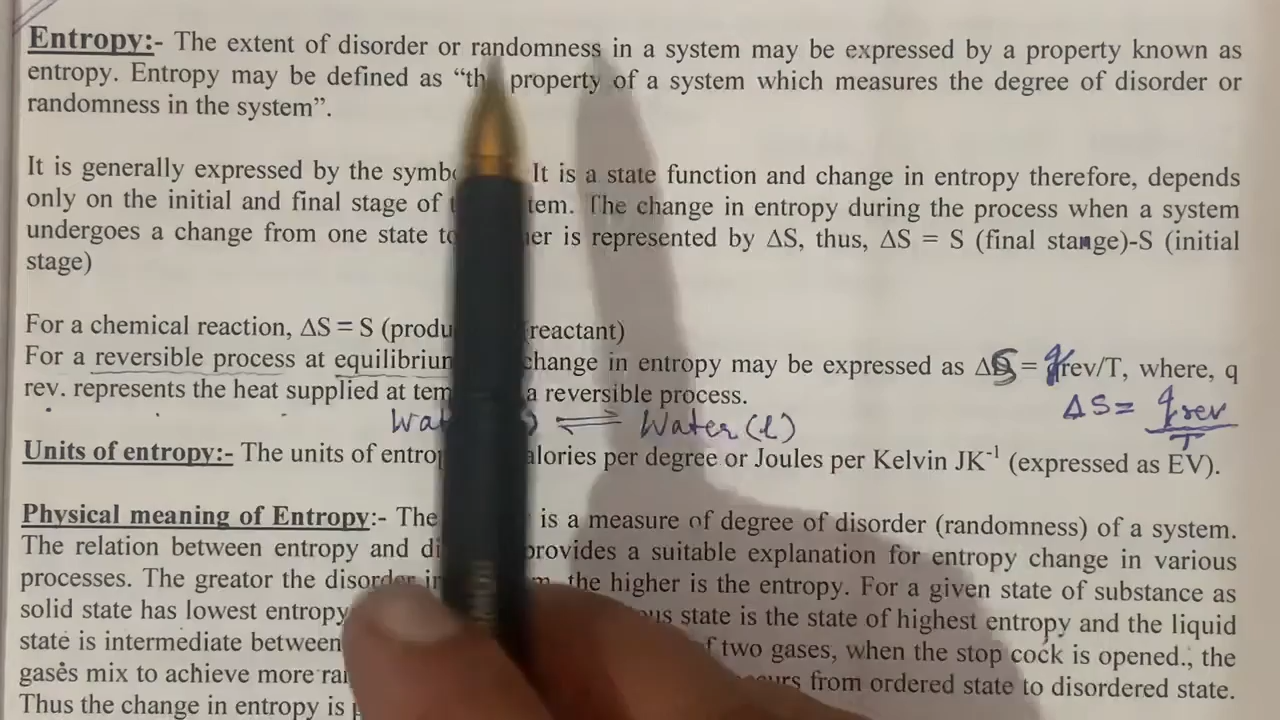 Entropy:- The extent of disorder or randomness in a system may be expressed by a property known as
entropy. Entropy may be defined as “th property of a system which measures the degree of disorder or
randomness in the system”.
It is generally expressed by the symb It is a state function and change in entropy therefore, depends
only on the initial and final stage of tem. The change in entropy during the process when a system
undergoes a change from one state to er is represented by ΔS, thus, ΔS = S (final stange)-S (initial
stage)
For a chemical reaction, ΔS = S (produ reactant)
For a reversible process at equilibriun change in entropy may be expressed as ΔS = qrev/T, where, q
rev. represents the heat supplied at tem a reversible process.
ΔS = qrev/T
Wat ) ⇌ Water (l)
Units of entropy:- The units of entrop alories per degree or Joules per Kelvin JK⁻¹ (expressed as EV).
Physical meaning of Entropy:- The is a measure of degree of disorder (randomness) of a system.
The relation between entropy and di provides a suitable explanation for entropy change in various
processes. The greater the disorder in the higher is the entropy. For a given state of substance as
solid state has lowest entropy us state is the state of highest entropy and the liquid
state is intermediate between f two gases, when the stop cock is opened., the
gases mix to achieve more ra urs from ordered state to disordered state.
Thus the change in entropy is